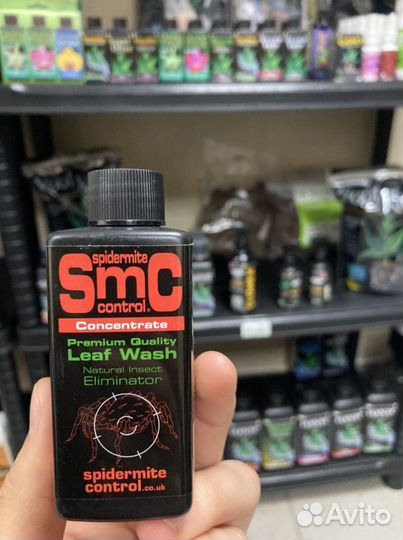 spidermite
SMC
control®
Concentrate
Premium Quality
Leaf Wash
Natural Insect
Eliminator
spidermite
control.co.uk
Avito